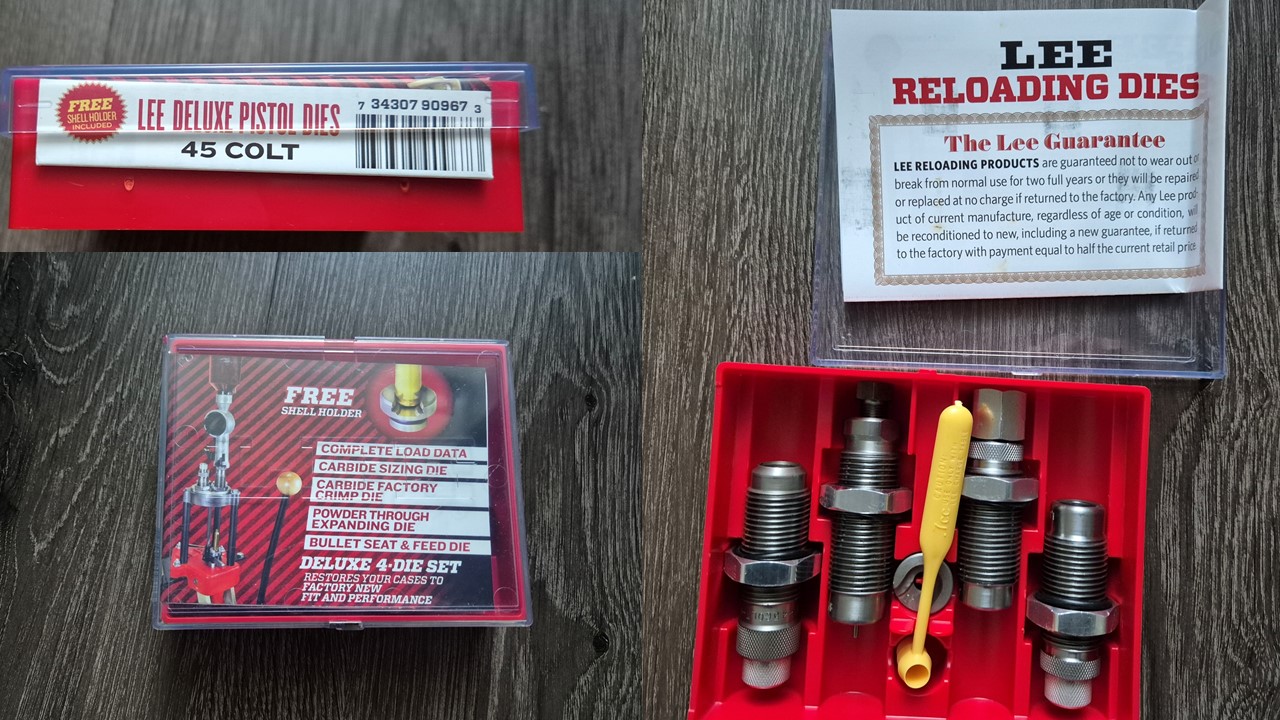 FREE
SHELL HOLDER
INCLUDED
LEE DELUXE PISTOL DIES
45 COLT
7 34307 90967 3
FREE
SHELL HOLDER
COMPLETE LOAD DATA
CARBIDE SIZING DIE
CARBIDE FACTORY
CRIMP DIE
POWDER THROUGH
EXPANDING DIE
BULLET SEAT & FEED DIE
DELUXE 4-DIE SET
RESTORES YOUR CASES TO
FACTORY NEW
FIT AND PERFORMANCE
LEE
RELOADING DIES
The Lee Guarantee
LEE RELOADING PRODUCTS are guaranteed not to wear out or
break from normal use for two full years or they will be repaired
or replaced at no charge if returned to the factory. Any Lee prod-
uct of current manufacture, regardless of age or condition, will
be reconditioned to new, including a new guarantee, if returned
to the factory with payment equal to half the current retail price.